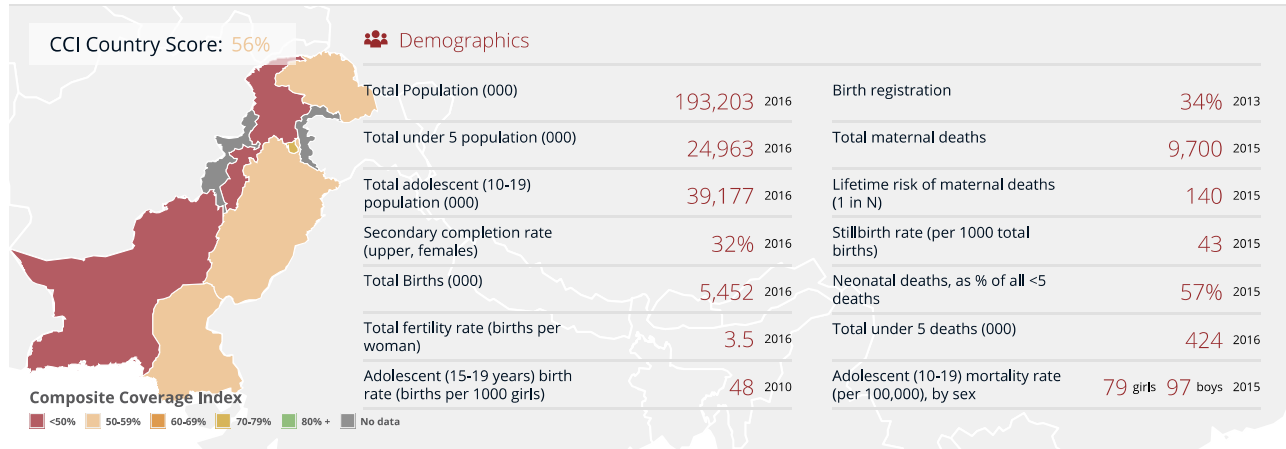 CCI Country Score: 56%
Demographics
Total Population (000) 193,203 2016
Total under 5 population (000) 24,963 2016
Total adolescent (10-19)
population (000) 39,177 2016
Secondary completion rate
(upper, females) 32% 2016
Total Births (000) 5,452 2016
Total fertility rate (births per
woman) 3.5 2016
Adolescent (15-19 years) birth
rate (births per 1000 girls) 48 2010
Birth registration 34% 2013
Total maternal deaths 9,700 2015
Lifetime risk of maternal deaths
(1 in N) 140 2015
Stillbirth rate (per 1000 total
births) 43 2015
Neonatal deaths, as % of all <5
deaths 57% 2015
Total under 5 deaths (000) 424 2016
Adolescent (10-19) mortality rate
(per 100,000), by sex 79 girls 97 boys 2015
Composite Coverage Index
<50% 50-59% 60-69% 70-79% 80% + No data